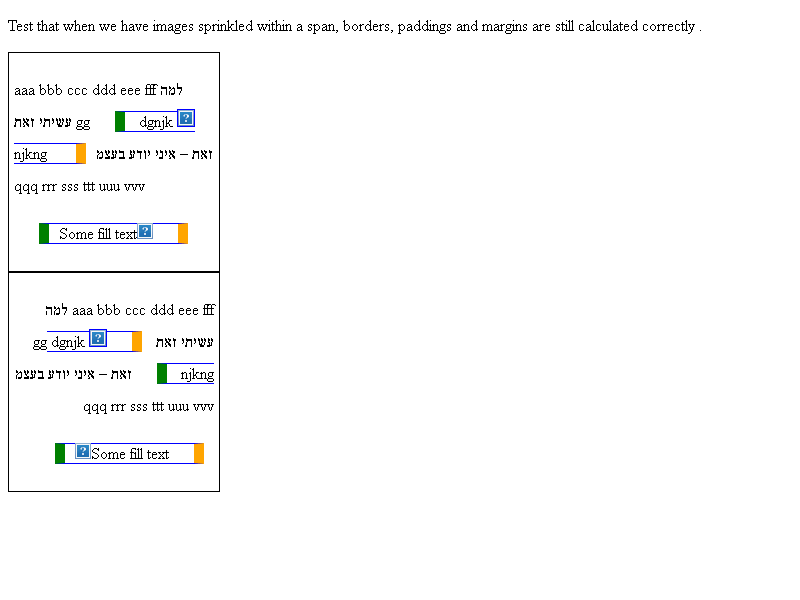 Test that when we have images sprinkled within a span, borders, paddings and margins are still calculated correctly .
aaa bbb ccc ddd eee fff למה
עשיתי זאת gg dgnjk
njkng זאת – איני יודע בעצמ
qqq rrr sss ttt uuu vvv
Some fill text
aaa bbb ccc ddd eee fff למה
עשיתי זאת gg dgnjk
njkng זאת – איני יודע בעצמ
qqq rrr sss ttt uuu vvv
Some fill text